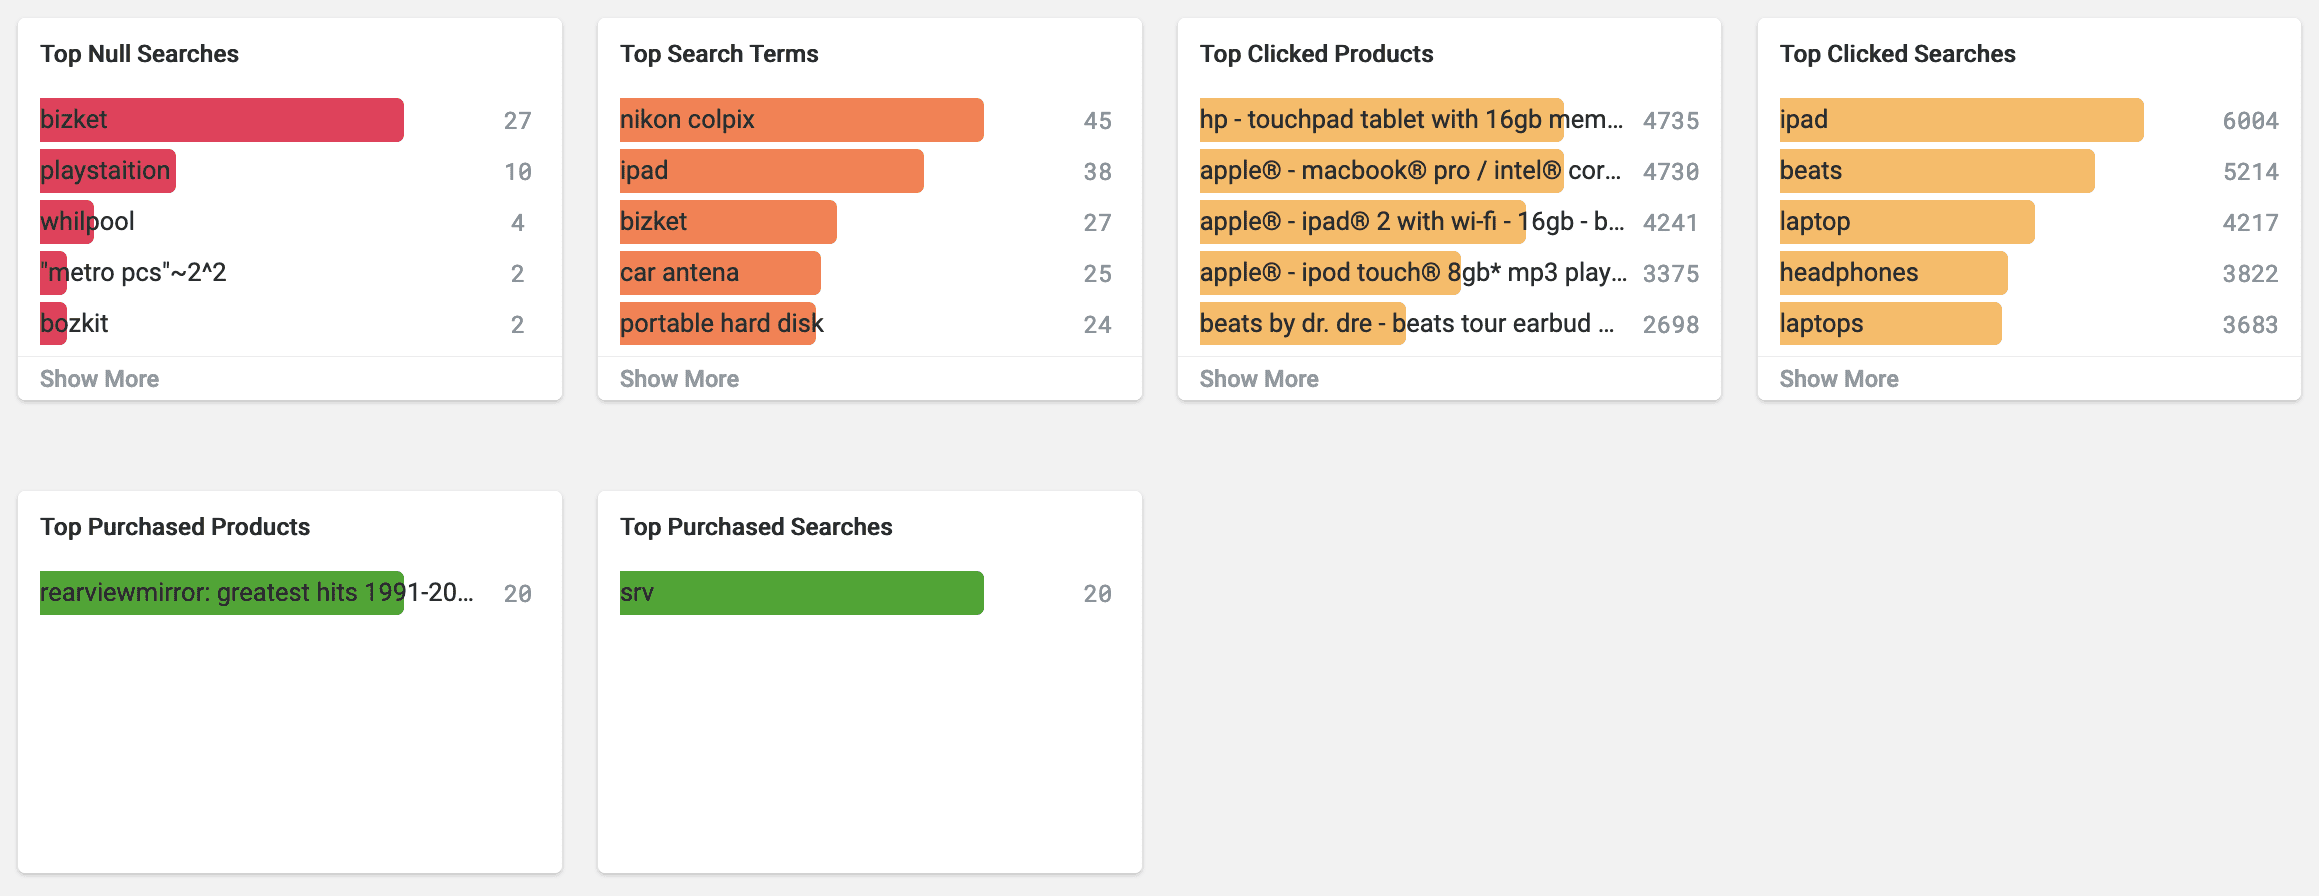 Top Null Searches
bizket 27
playstaition 10
whilpool 4
"metro pcs"~2^2 2
bozkit 2
Show More
Top Search Terms
nikon colpix 45
ipad 38
bizket 27
car antena 25
portable hard disk 24
Show More
Top Clicked Products
hp - touchpad tablet with 16gb mem... 4735
apple® - macbook® pro / intel® cor... 4730
apple® - ipad® 2 with wi-fi - 16gb - b... 4241
apple® - ipod touch® 8gb* mp3 play... 3375
beats by dr. dre - beats tour earbud ... 2698
Show More
Top Clicked Searches
ipad 6004
beats 5214
laptop 4217
headphones 3822
laptops 3683
Show More
Top Purchased Products
rearviewmirror: greatest hits 1991-20... 20
Top Purchased Searches
srv 20